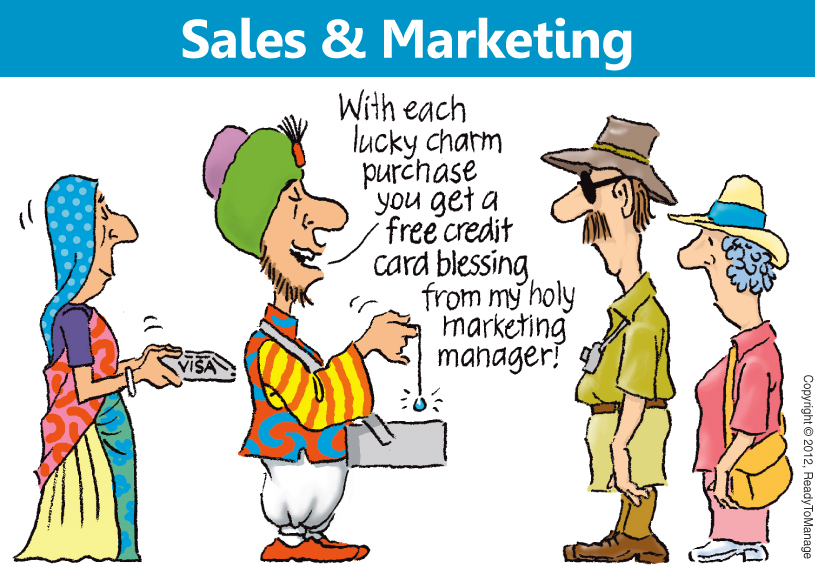 Sales & Marketing
With each
lucky charm
purchase
you get a
free credit
card blessing
from my holy
marketing
manager!
VISA
Copyright © 2012, ReadyToManage